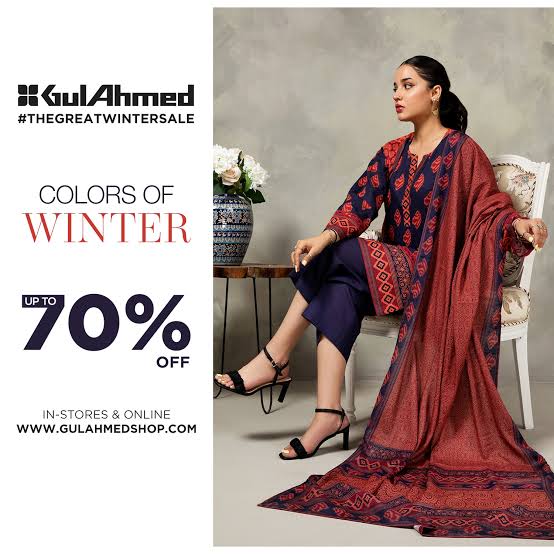 GulAhmed
#THEGREATWINTERSALE
COLORS OF
WINTER
UP TO
70%
OFF
IN-STORES & ONLINE
WWW.GULAHMEDSHOP.COM